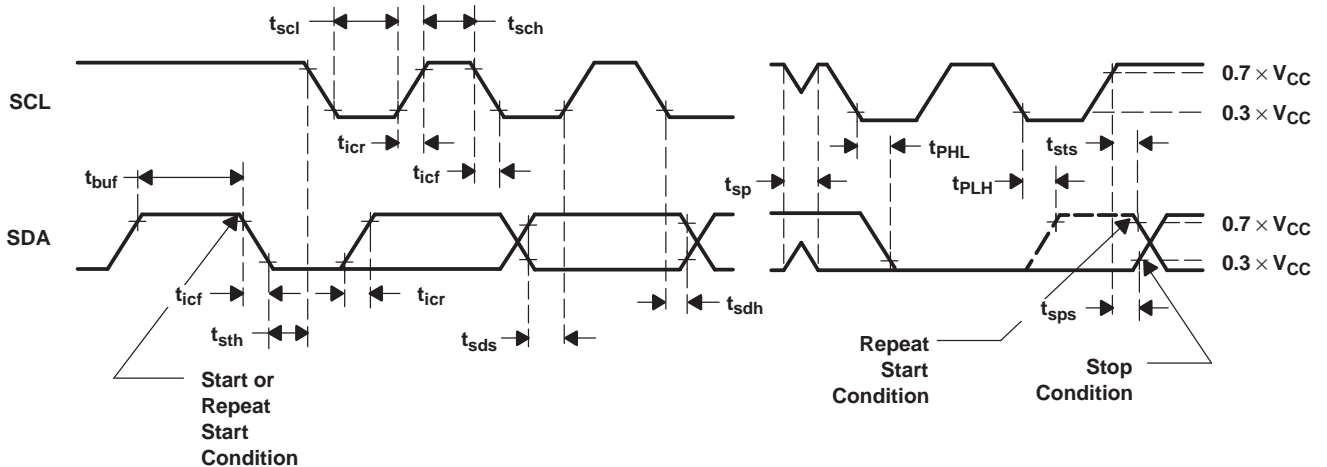 tscl
tsch
0.7 × VCC
SCL
0.3 × VCC
ticr
tPHL
tsts
ticf
tbuf
tsp
tPLH
0.7 × VCC
SDA
0.3 × VCC
ticf
ticr
tsdh
tsps
tsth
tsds
Repeat
Start
Condition
Stop
Condition
Start or
Repeat
Start
Condition